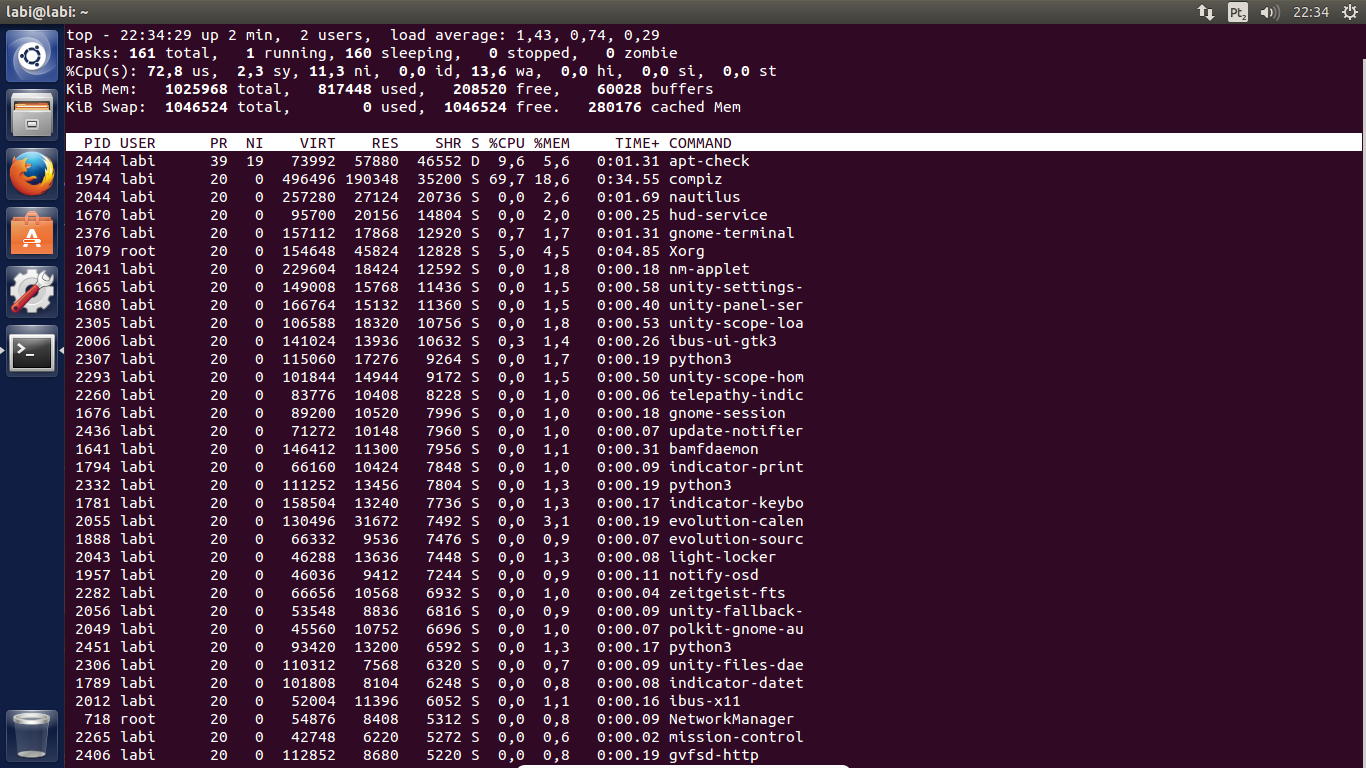 labi@labi: ~ Pt2 22:34
top - 22:34:29 up 2 min,  2 users,  load average: 1,43, 0,74, 0,29
Tasks: 161 total,   1 running, 160 sleeping,   0 stopped,   0 zombie
%Cpu(s): 72,8 us,  2,3 sy, 11,3 ni,  0,0 id, 13,6 wa,  0,0 hi,  0,0 si,  0,0 st
KiB Mem:   1025968 total,   817448 used,   208520 free,    60028 buffers
KiB Swap:  1046524 total,        0 used,  1046524 free.   280176 cached Mem
PID USER      PR  NI    VIRT    RES    SHR S %CPU %MEM     TIME+ COMMAND
2444 labi      39  19   73992  57880  46552 D  9,6  5,6   0:01.31 apt-check
1974 labi      20   0  496496 190348  35200 S 69,7 18,6   0:34.55 compiz
2044 labi      20   0  257280  27124  20736 S  0,0  2,6   0:01.69 nautilus
1670 labi      20   0   95700  20156  14804 S  0,0  2,0   0:00.25 hud-service
2376 labi      20   0  157112  17868  12920 S  0,7  1,7   0:01.31 gnome-terminal
1079 root      20   0  154648  45824  12828 S  5,0  4,5   0:04.85 Xorg
2041 labi      20   0  229604  18424  12592 S  0,0  1,8   0:00.18 nm-applet
1665 labi      20   0  149008  15768  11436 S  0,0  1,5   0:00.58 unity-settings-
1680 labi      20   0  166764  15132  11360 S  0,0  1,5   0:00.40 unity-panel-ser
2305 labi      20   0  106588  18320  10756 S  0,0  1,8   0:00.53 unity-scope-loa
2006 labi      20   0  141024  13936  10632 S  0,3  1,4   0:00.26 ibus-ui-gtk3
2307 labi      20   0  115060  17276   9264 S  0,0  1,7   0:00.19 python3
2293 labi      20   0  101844  14944   9172 S  0,0  1,5   0:00.50 unity-scope-hom
2260 labi      20   0   83776  10408   8228 S  0,0  1,0   0:00.06 telepathy-indic
1676 labi      20   0   89200  10520   7996 S  0,0  1,0   0:00.18 gnome-session
2436 labi      20   0   71272  10148   7960 S  0,0  1,0   0:00.07 update-notifier
1641 labi      20   0  146412  11300   7956 S  0,0  1,1   0:00.31 bamfdaemon
1794 labi      20   0   66160  10424   7848 S  0,0  1,0   0:00.09 indicator-print
2332 labi      20   0  111252  13456   7804 S  0,0  1,3   0:00.19 python3
1781 labi      20   0  158504  13240   7736 S  0,0  1,3   0:00.17 indicator-keybo
2055 labi      20   0  130496  31672   7492 S  0,0  3,1   0:00.19 evolution-calen
1888 labi      20   0   66332   9536   7476 S  0,0  0,9   0:00.07 evolution-sourc
2043 labi      20   0   46288  13636   7448 S  0,0  1,3   0:00.08 light-locker
1957 labi      20   0   46036   9412   7244 S  0,0  0,9   0:00.11 notify-osd
2282 labi      20   0   66656  10568   6932 S  0,0  1,0   0:00.04 zeitgeist-fts
2056 labi      20   0   53548   8836   6816 S  0,0  0,9   0:00.09 unity-fallback-
2049 labi      20   0   45560  10752   6696 S  0,0  1,0   0:00.07 polkit-gnome-au
2451 labi      20   0   93420  13200   6592 S  0,0  1,3   0:00.17 python3
2306 labi      20   0  110312   7568   6320 S  0,0  0,7   0:00.09 unity-files-dae
1789 labi      20   0  101808   8104   6248 S  0,0  0,8   0:00.08 indicator-datet
2012 labi      20   0   52004  11396   6052 S  0,0  1,1   0:00.16 ibus-x11
718 root      20   0   54876   8408   5312 S  0,0  0,8   0:00.09 NetworkManager
2265 labi      20   0   42748   6220   5272 S  0,0  0,6   0:00.02 mission-control
2406 labi      20   0  112852   8680   5220 S  0,0  0,8   0:00.19 gvfsd-http